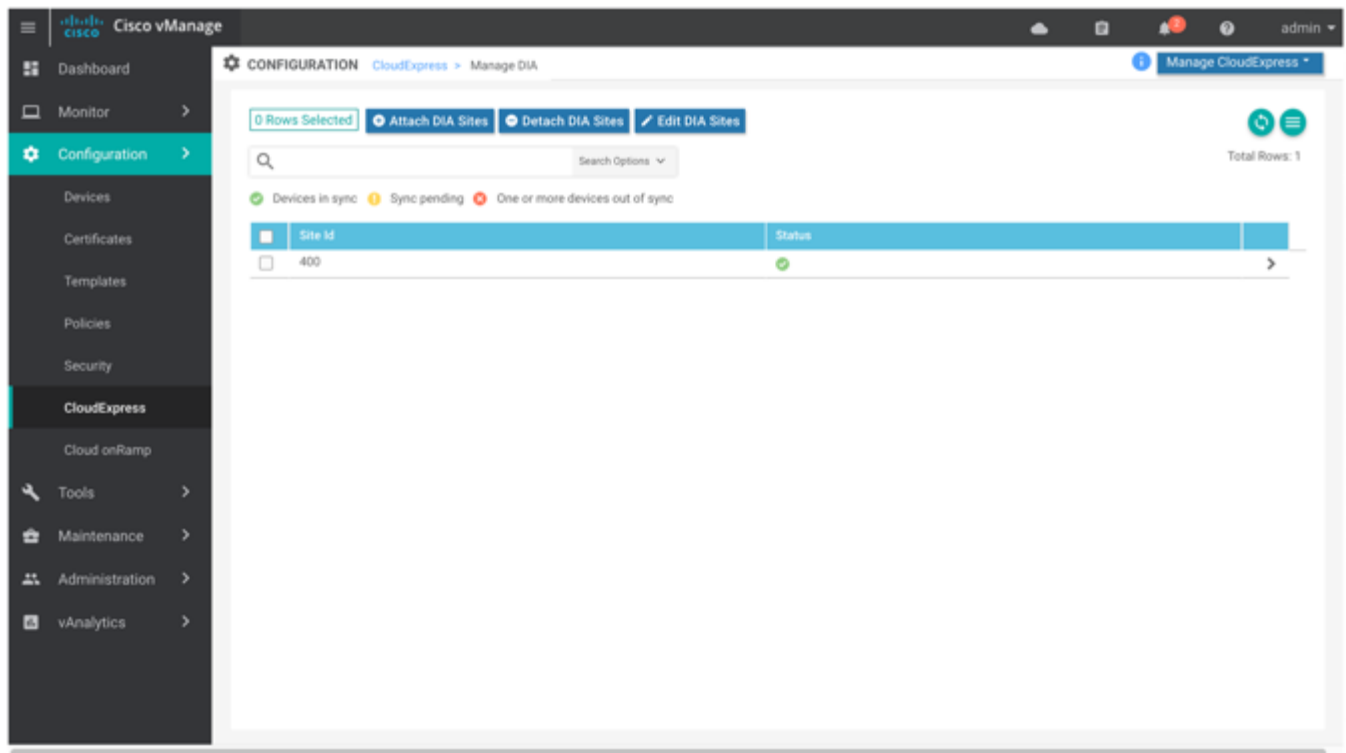 cisco Cisco vManage 2 admin
Dashboard
CONFIGURATION CloudExpress > Manage DIA Manage CloudExpress
Monitor
0 Rows Selected Attach DIA Sites Detach DIA Sites Edit DIA Sites
Configuration
Search Options Total Rows: 1
Devices
Devices in sync Sync pending One or more devices out of sync
Certificates
Site Id Status
400
Templates
Policies
Security
CloudExpress
Cloud onRamp
Tools
Maintenance
Administration
vAnalytics